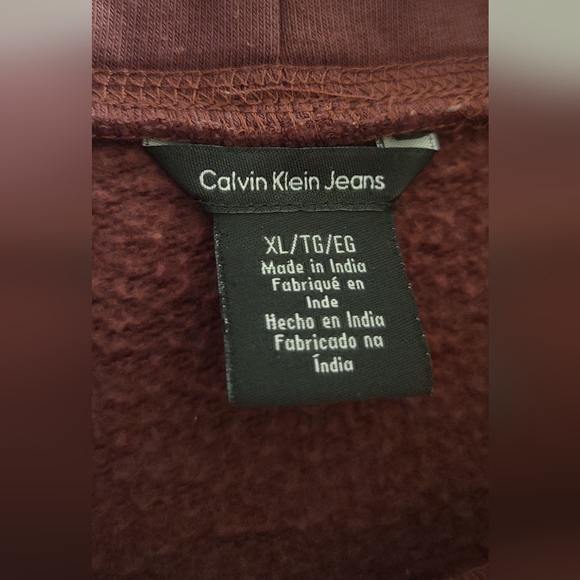 Calvin Klein Jeans
XL/TG/EG
Made in India
Fabriqué en
Inde
Hecho en India
Fabricado na
Índia